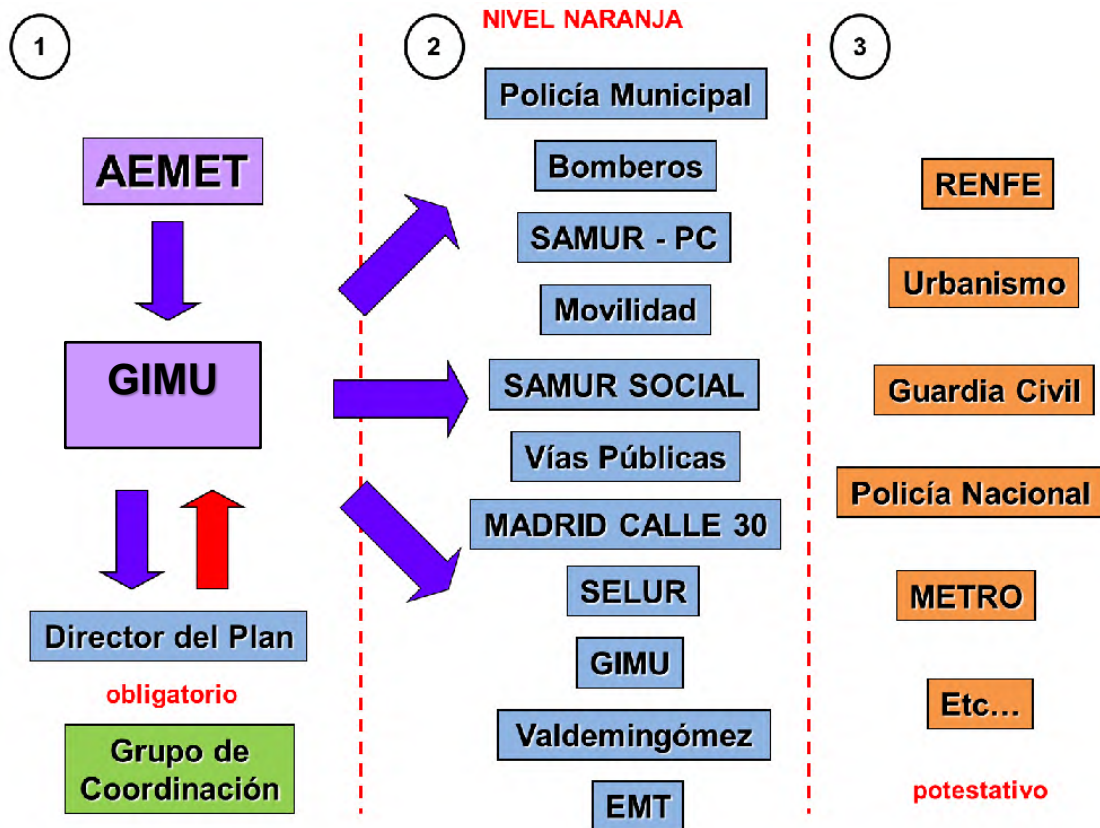 1
AEMET
GIMU
Director del Plan
obligatorio
Grupo de
Coordinación
NIVEL NARANJA
2
Policía Municipal
Bomberos
SAMUR - PC
Movilidad
SAMUR SOCIAL
Vías Públicas
MADRID CALLE 30
SELUR
GIMU
Valdemingómez
EMT
3
RENFE
Urbanismo
Guardia Civil
Policía Nacional
METRO
Etc...
potestativo